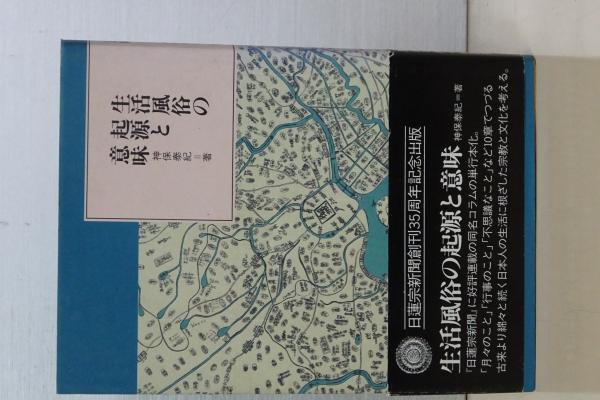 生活風俗の
起源と
意味
神保泰紀=著
日蓮宗新聞創刊35周年記念出版
生活風俗の起源と意味 神保泰紀=著
『日蓮宗新聞』に好評連載の同名コラムの単行本化。
「月々のこと」「行事のこと」「不思議なこと」など10章でつづる
古来より綿々と続く日本人の生活に根ざした宗教と文化を考える。